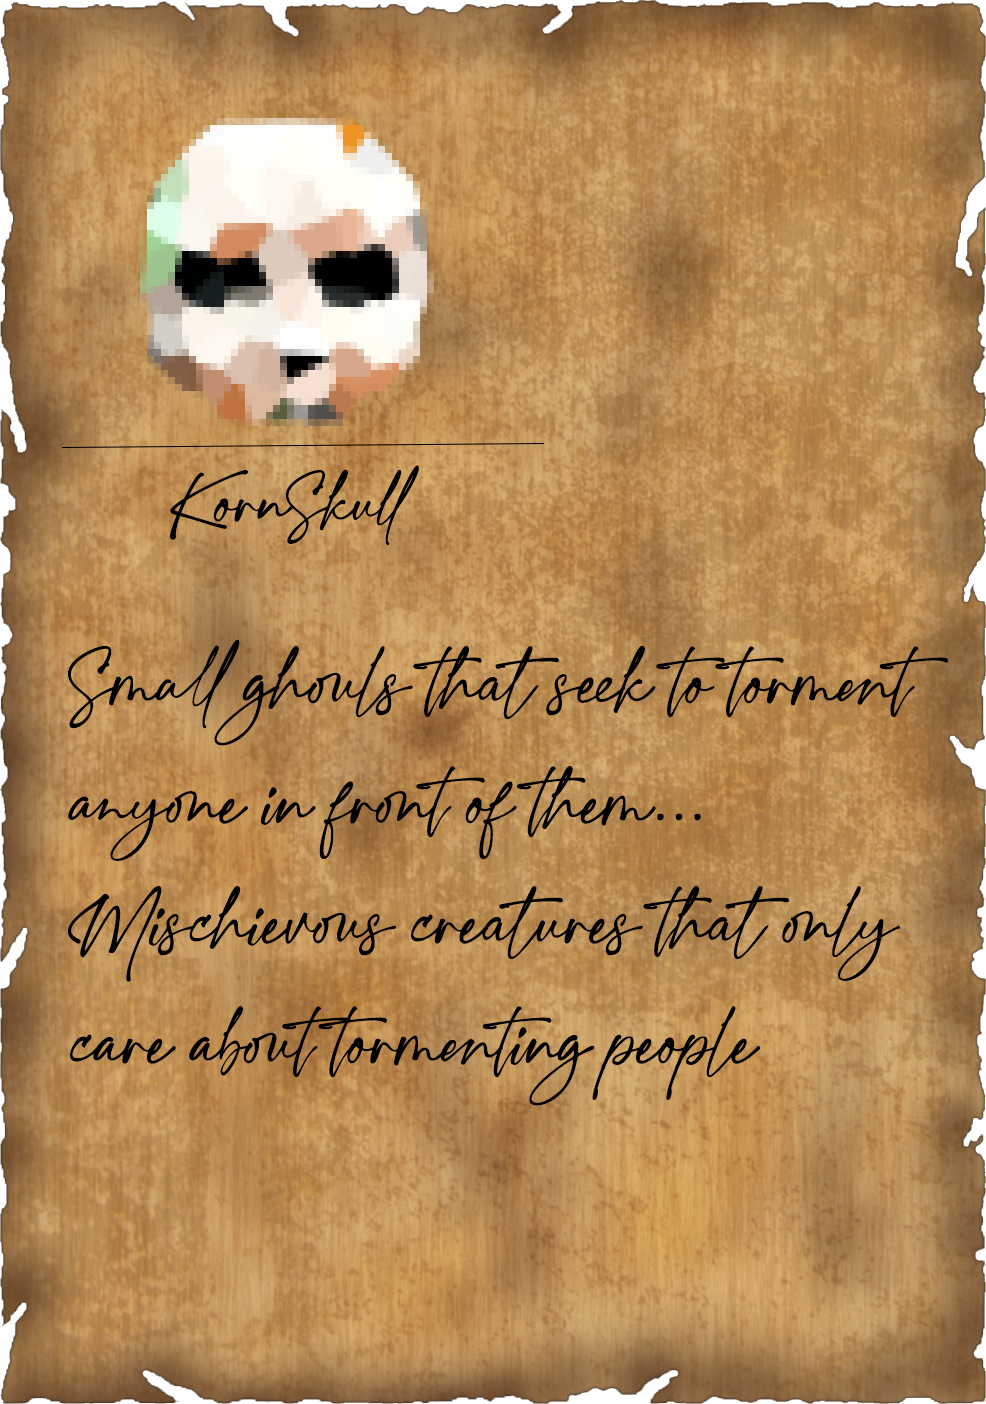 KornSkull
Small ghouls that seek to torment
anyone in front of them...
Mischievous creatures that only
care about tormenting people